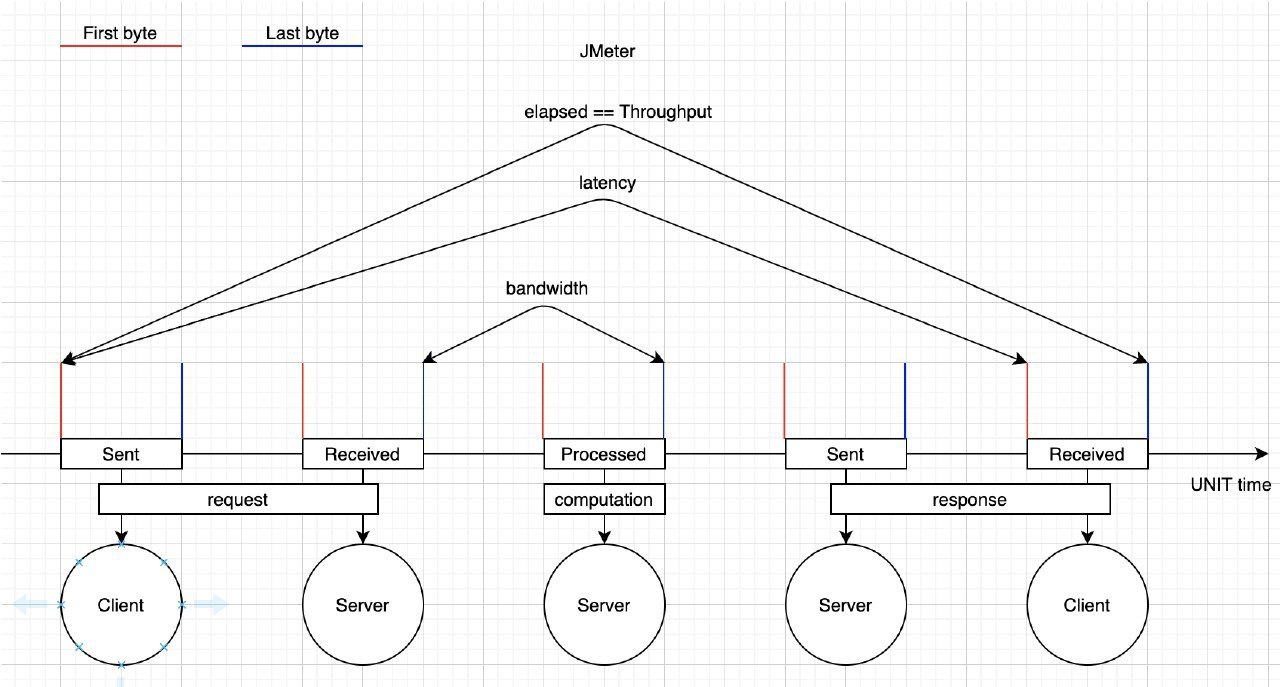 First byte
Last byte
JMeter
elapsed == Throughput
latency
bandwidth
Sent
Received
Processed
Sent
Received
UNIT time
request
computation
response
Client
Server
Server
Server
Client